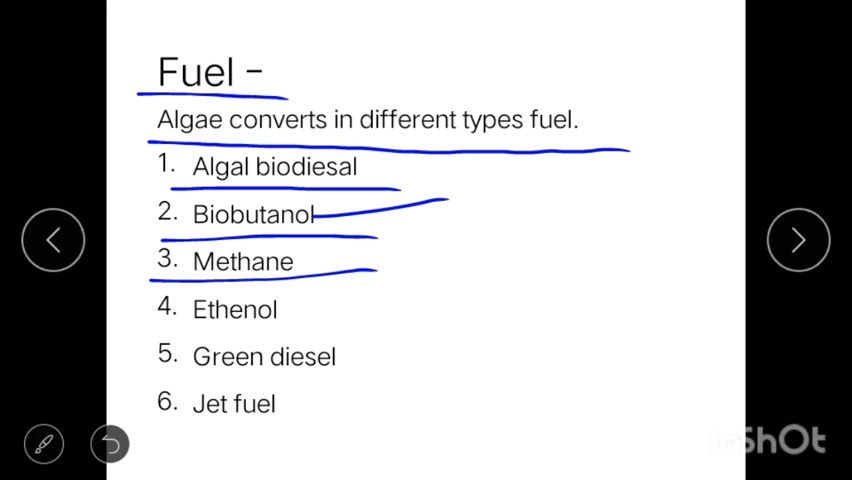 Fuel -
Algae converts in different types fuel.
1. Algal biodiesal
2. Biobutanol
3. Methane
4. Ethenol
5. Green diesel
6. Jet fuel
InShOt